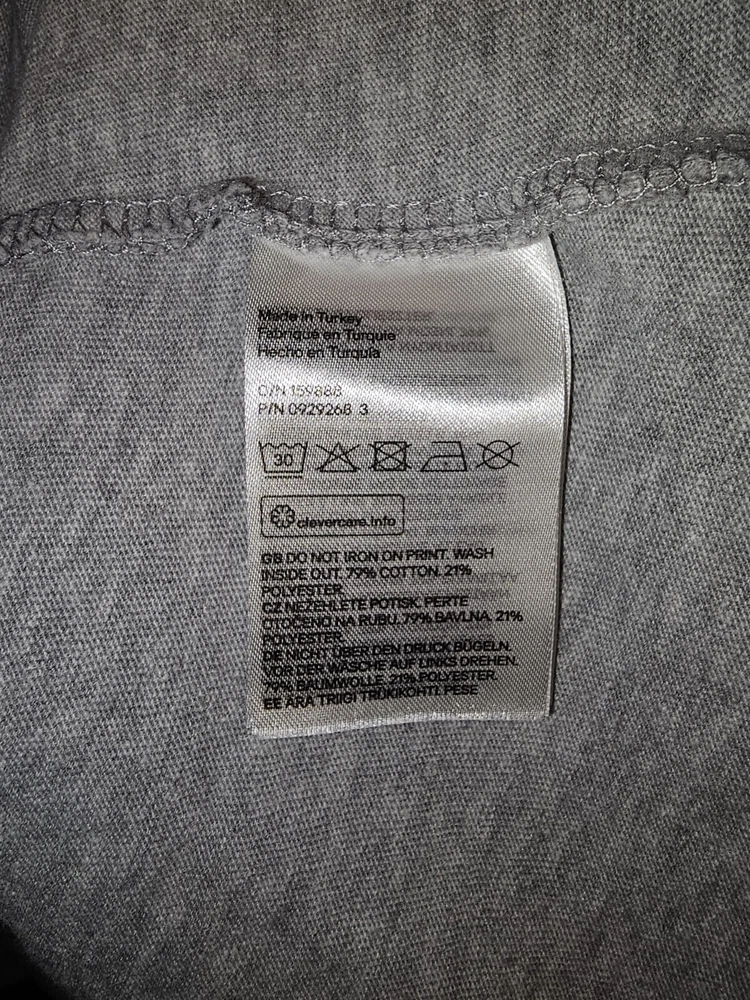 Made in Turkey
Fabriqué en Turquie
Hecho en Turquía
C/N 159888
P/N 0929268 3
30
clevercare.info
GB DO NOT IRON ON PRINT. WASH
INSIDE OUT. 79% COTTON. 21%
POLYESTER.
CZ NEŽEHLETE POTISK. PERTE
OTOČENO NA RUBU. 79% BAVLNA. 21%
POLYESTER.
DE NICHT ÜBER DEN DRUCK BÜGELN.
VOR DER WÄSCHE AUF LINKS DREHEN.
79% BAUMWOLLE. 21% POLYESTER.
EE ÄRA TRIIGI TRÜKKOHTI. PESE